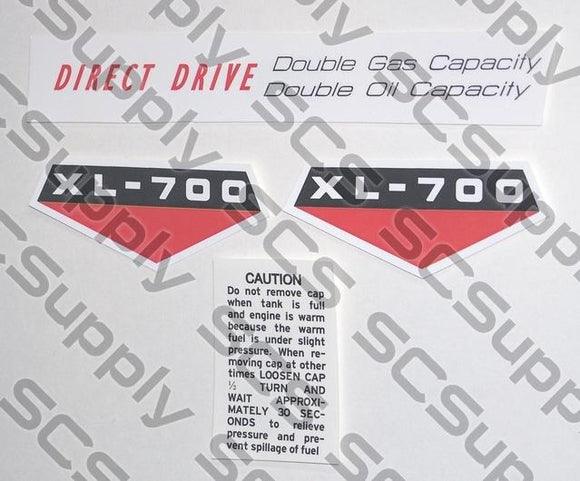 DIRECT DRIVE
Double Gas Capacity
Double Oil Capacity
XL-700
XL-700
CAUTION
Do not remove cap
when tank is full
and engine is warm
because the warm
fuel is under slight
pressure. When re-
moving cap at other
times LOOSEN CAP
½ TURN AND
WAIT APPROXI-
MATELY 30 SEC-
ONDS to relieve
pressure and pre-
vent spillage of fuel
SCSupply